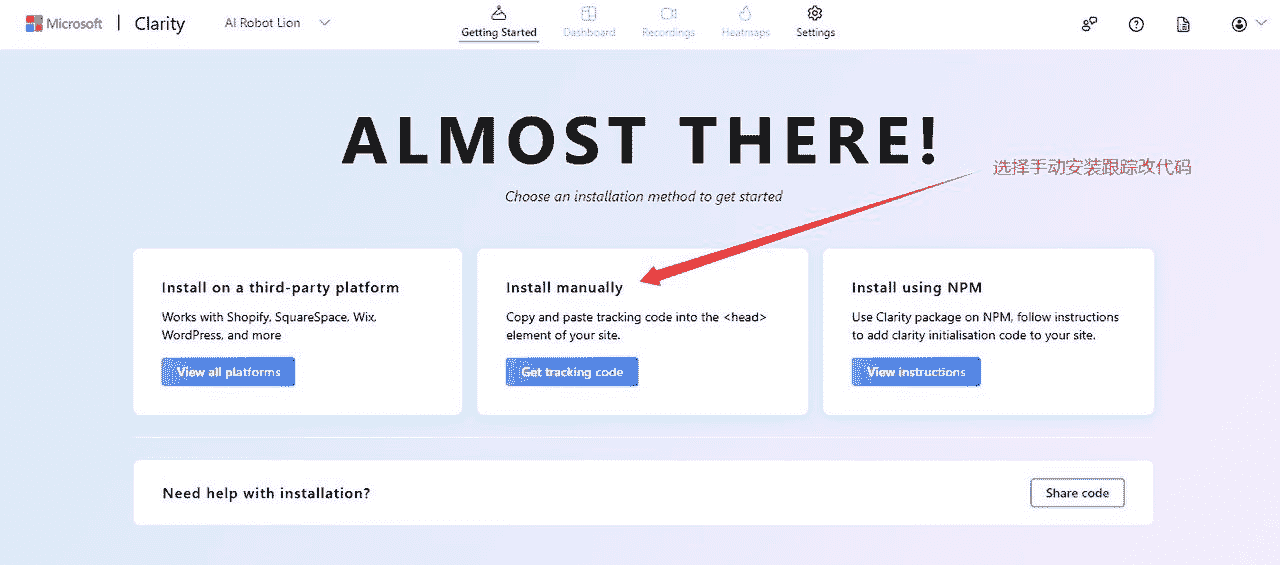 Microsoft | Clarity
AI Robot Lion
Getting Started
Dashboard
Recordings
Heatmaps
Settings
ALMOST THERE!
选择手动安装跟踪改代码
Choose an installation method to get started
Install on a third-party platform
Works with Shopify, SquareSpace, Wix,
WordPress, and more
View all platforms
Install manually
Copy and paste tracking code into the <head>
element of your site.
Get tracking code
Install using NPM
Use Clarity package on NPM, follow instructions
to add clarity initialisation code to your site.
View instructions
Need help with installation?
Share code